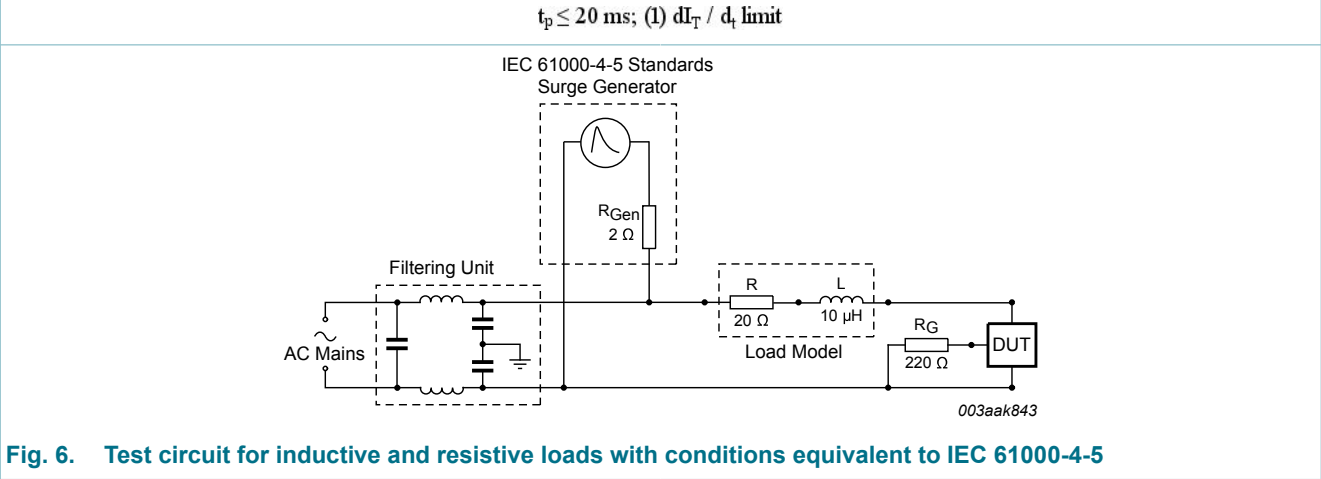 tp ≤ 20 ms; (1) dIT / dt limit
IEC 61000-4-5 Standards
Surge Generator
RGen
2 Ω
Filtering Unit
AC Mains
R
20 Ω
L
10 μH
Load Model
RG
220 Ω
DUT
003aak843
Fig. 6. Test circuit for inductive and resistive loads with conditions equivalent to IEC 61000-4-5